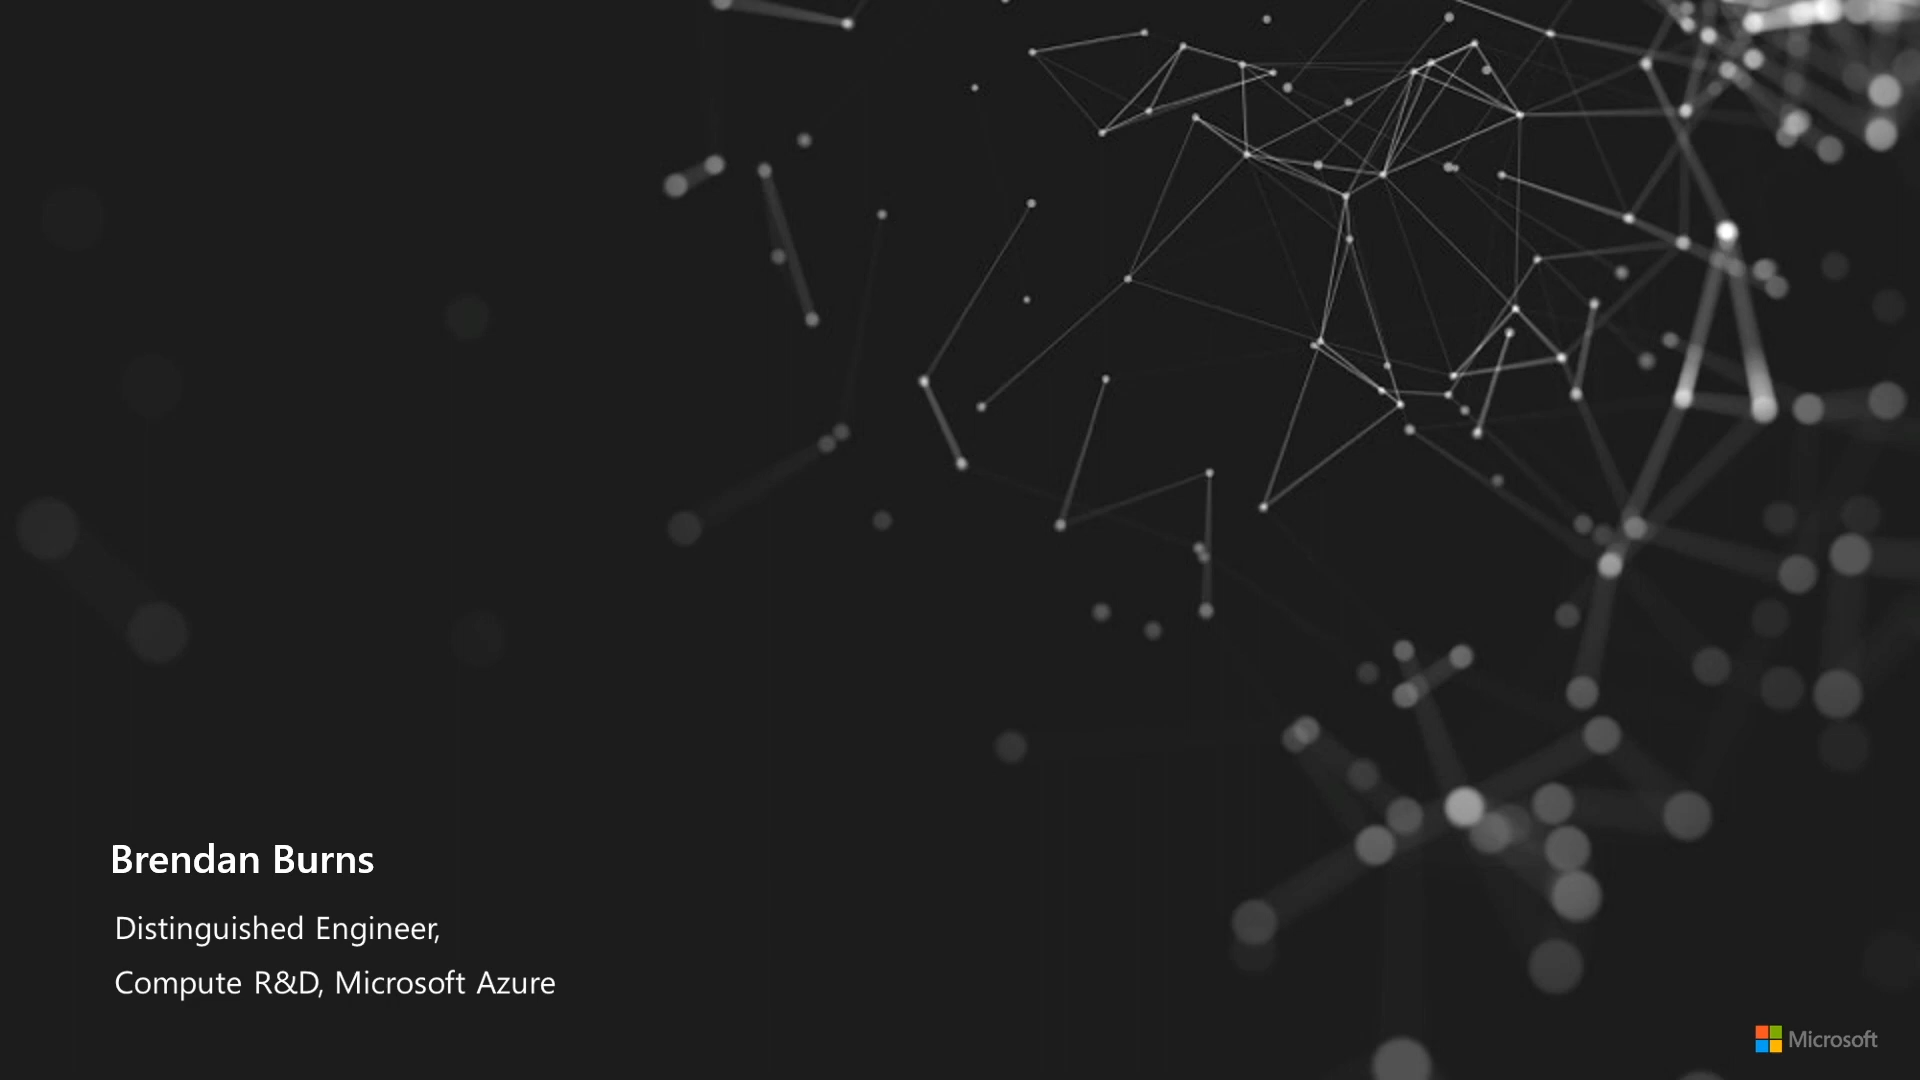 Brendan Burns
Distinguished Engineer,
Compute R&D, Microsoft Azure
Microsoft